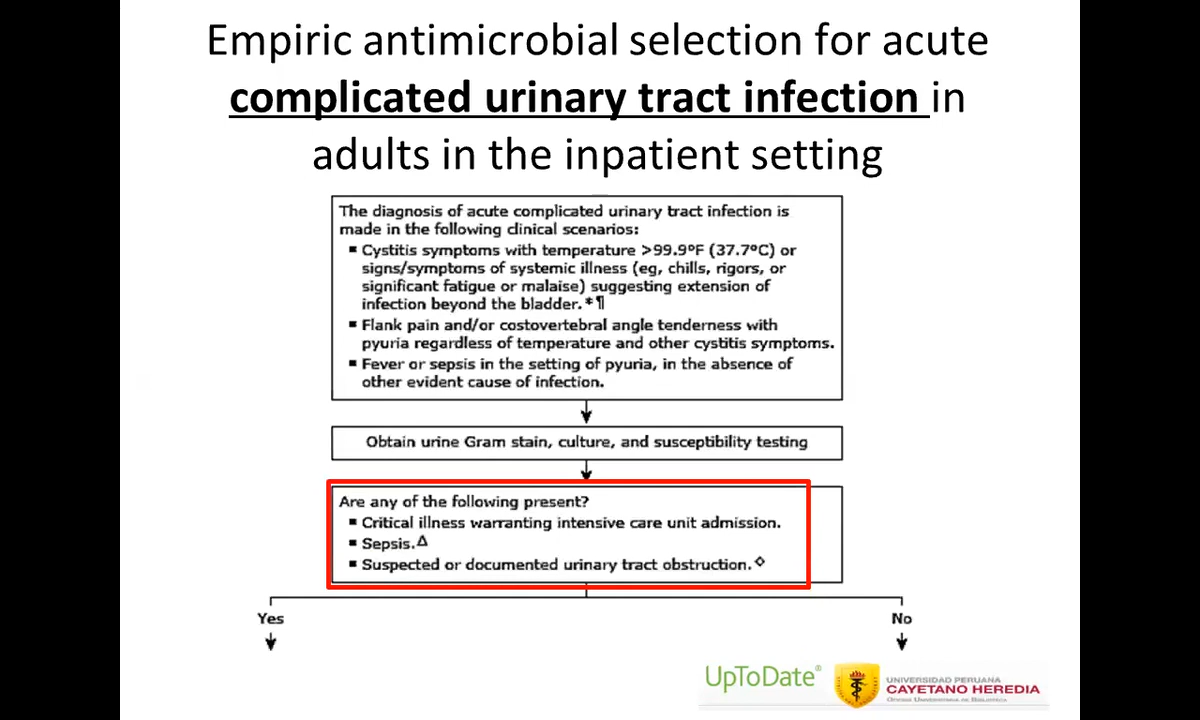 Empiric antimicrobial selection for acute
complicated urinary tract infection in
adults in the inpatient setting
The diagnosis of acute complicated urinary tract infection is
made in the following clinical scenarios:
▪ Cystitis symptoms with temperature >99.9ºF (37.7ºC) or
signs/symptoms of systemic illness (eg, chills, rigors, or
significant fatigue or malaise) suggesting extension of
infection beyond the bladder.*¶
▪ Flank pain and/or costovertebral angle tenderness with
pyuria regardless of temperature and other cystitis symptoms.
▪ Fever or sepsis in the setting of pyuria, in the absence of
other evident cause of infection.
Obtain urine Gram stain, culture, and susceptibility testing
Are any of the following present?
▪ Critical illness warranting intensive care unit admission.
▪ Sepsis.Δ
▪ Suspected or documented urinary tract obstruction.◇
Yes
No
UpToDate®
UNIVERSIDAD PERUANA
CAYETANO HEREDIA
Oficina Universitaria de Biblioteca